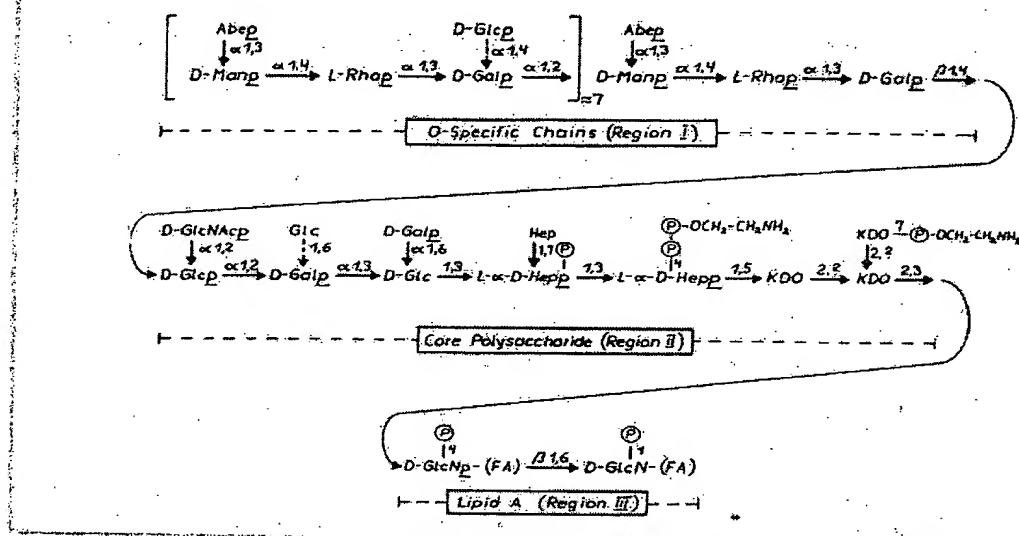 Abep D-Glcp Abep
α1,3 α1,4 α1,3
D-Manp α1,4 L-Rhap α1,3 D-Galp α1,2 ≈7 D-Manp α1,4 L-Rhap α1,3 D-Galp β1,4
O-Specific Chains (Region I)
D-GlcNAcp Glc D-Galp Hep P-OCH2-CH2NH2 KDO 7 P-OCH2-CH2NH2
α1,2 1,6 α1,6 1,7 P P 4 2,?
D-Glcp α1,2 D-Galp α1,3 D-Glc 1,3 L-α-D-Hepp 1,3 L-α-D-Hepp 1,5 KDO 2,? KDO 2,3
Core Polysaccharide (Region II)
P P
4
D-GlcNp-(FA) β1,6 D-GlcN-(FA)
Lipid A (Region III)